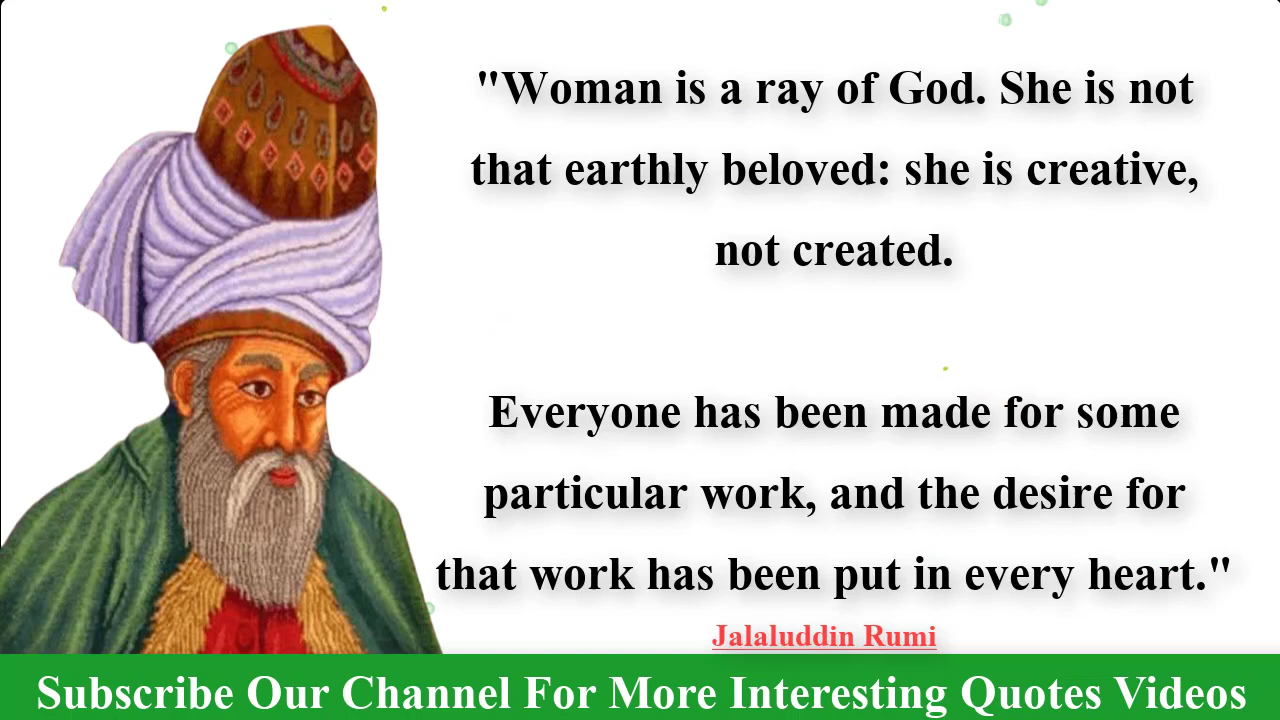 "Woman is a ray of God. She is not
that earthly beloved: she is creative,
not created.
Everyone has been made for some
particular work, and the desire for
that work has been put in every heart."
Jalaluddin Rumi
Subscribe Our Channel For More Interesting Quotes Videos